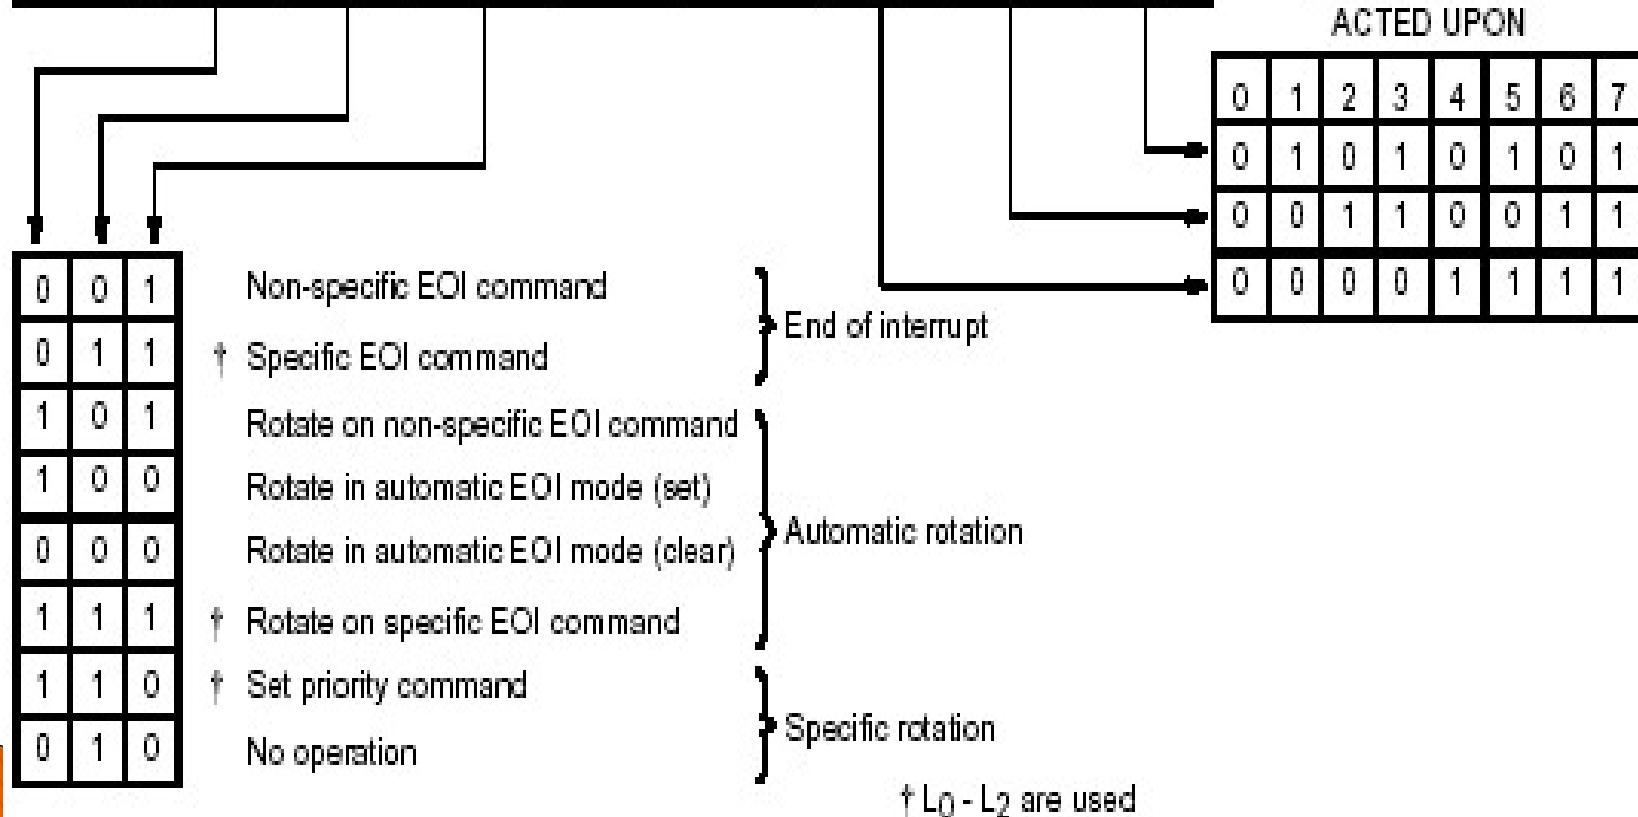 ACTED UPON
0 1 2 3 4 5 6 7
0 1 0 1 0 1 0 1
0 0 1 1 0 0 1 1
0 0 0 0 1 1 1 1
0 0 1 Non-specific EOI command
0 1 1 † Specific EOI command
End of interrupt
1 0 1 Rotate on non-specific EOI command
1 0 0 Rotate in automatic EOI mode (set)
0 0 0 Rotate in automatic EOI mode (clear)
1 1 1 † Rotate on specific EOI command
Automatic rotation
1 1 0 † Set priority command
0 1 0 No operation
Specific rotation
† L0 - L2 are used